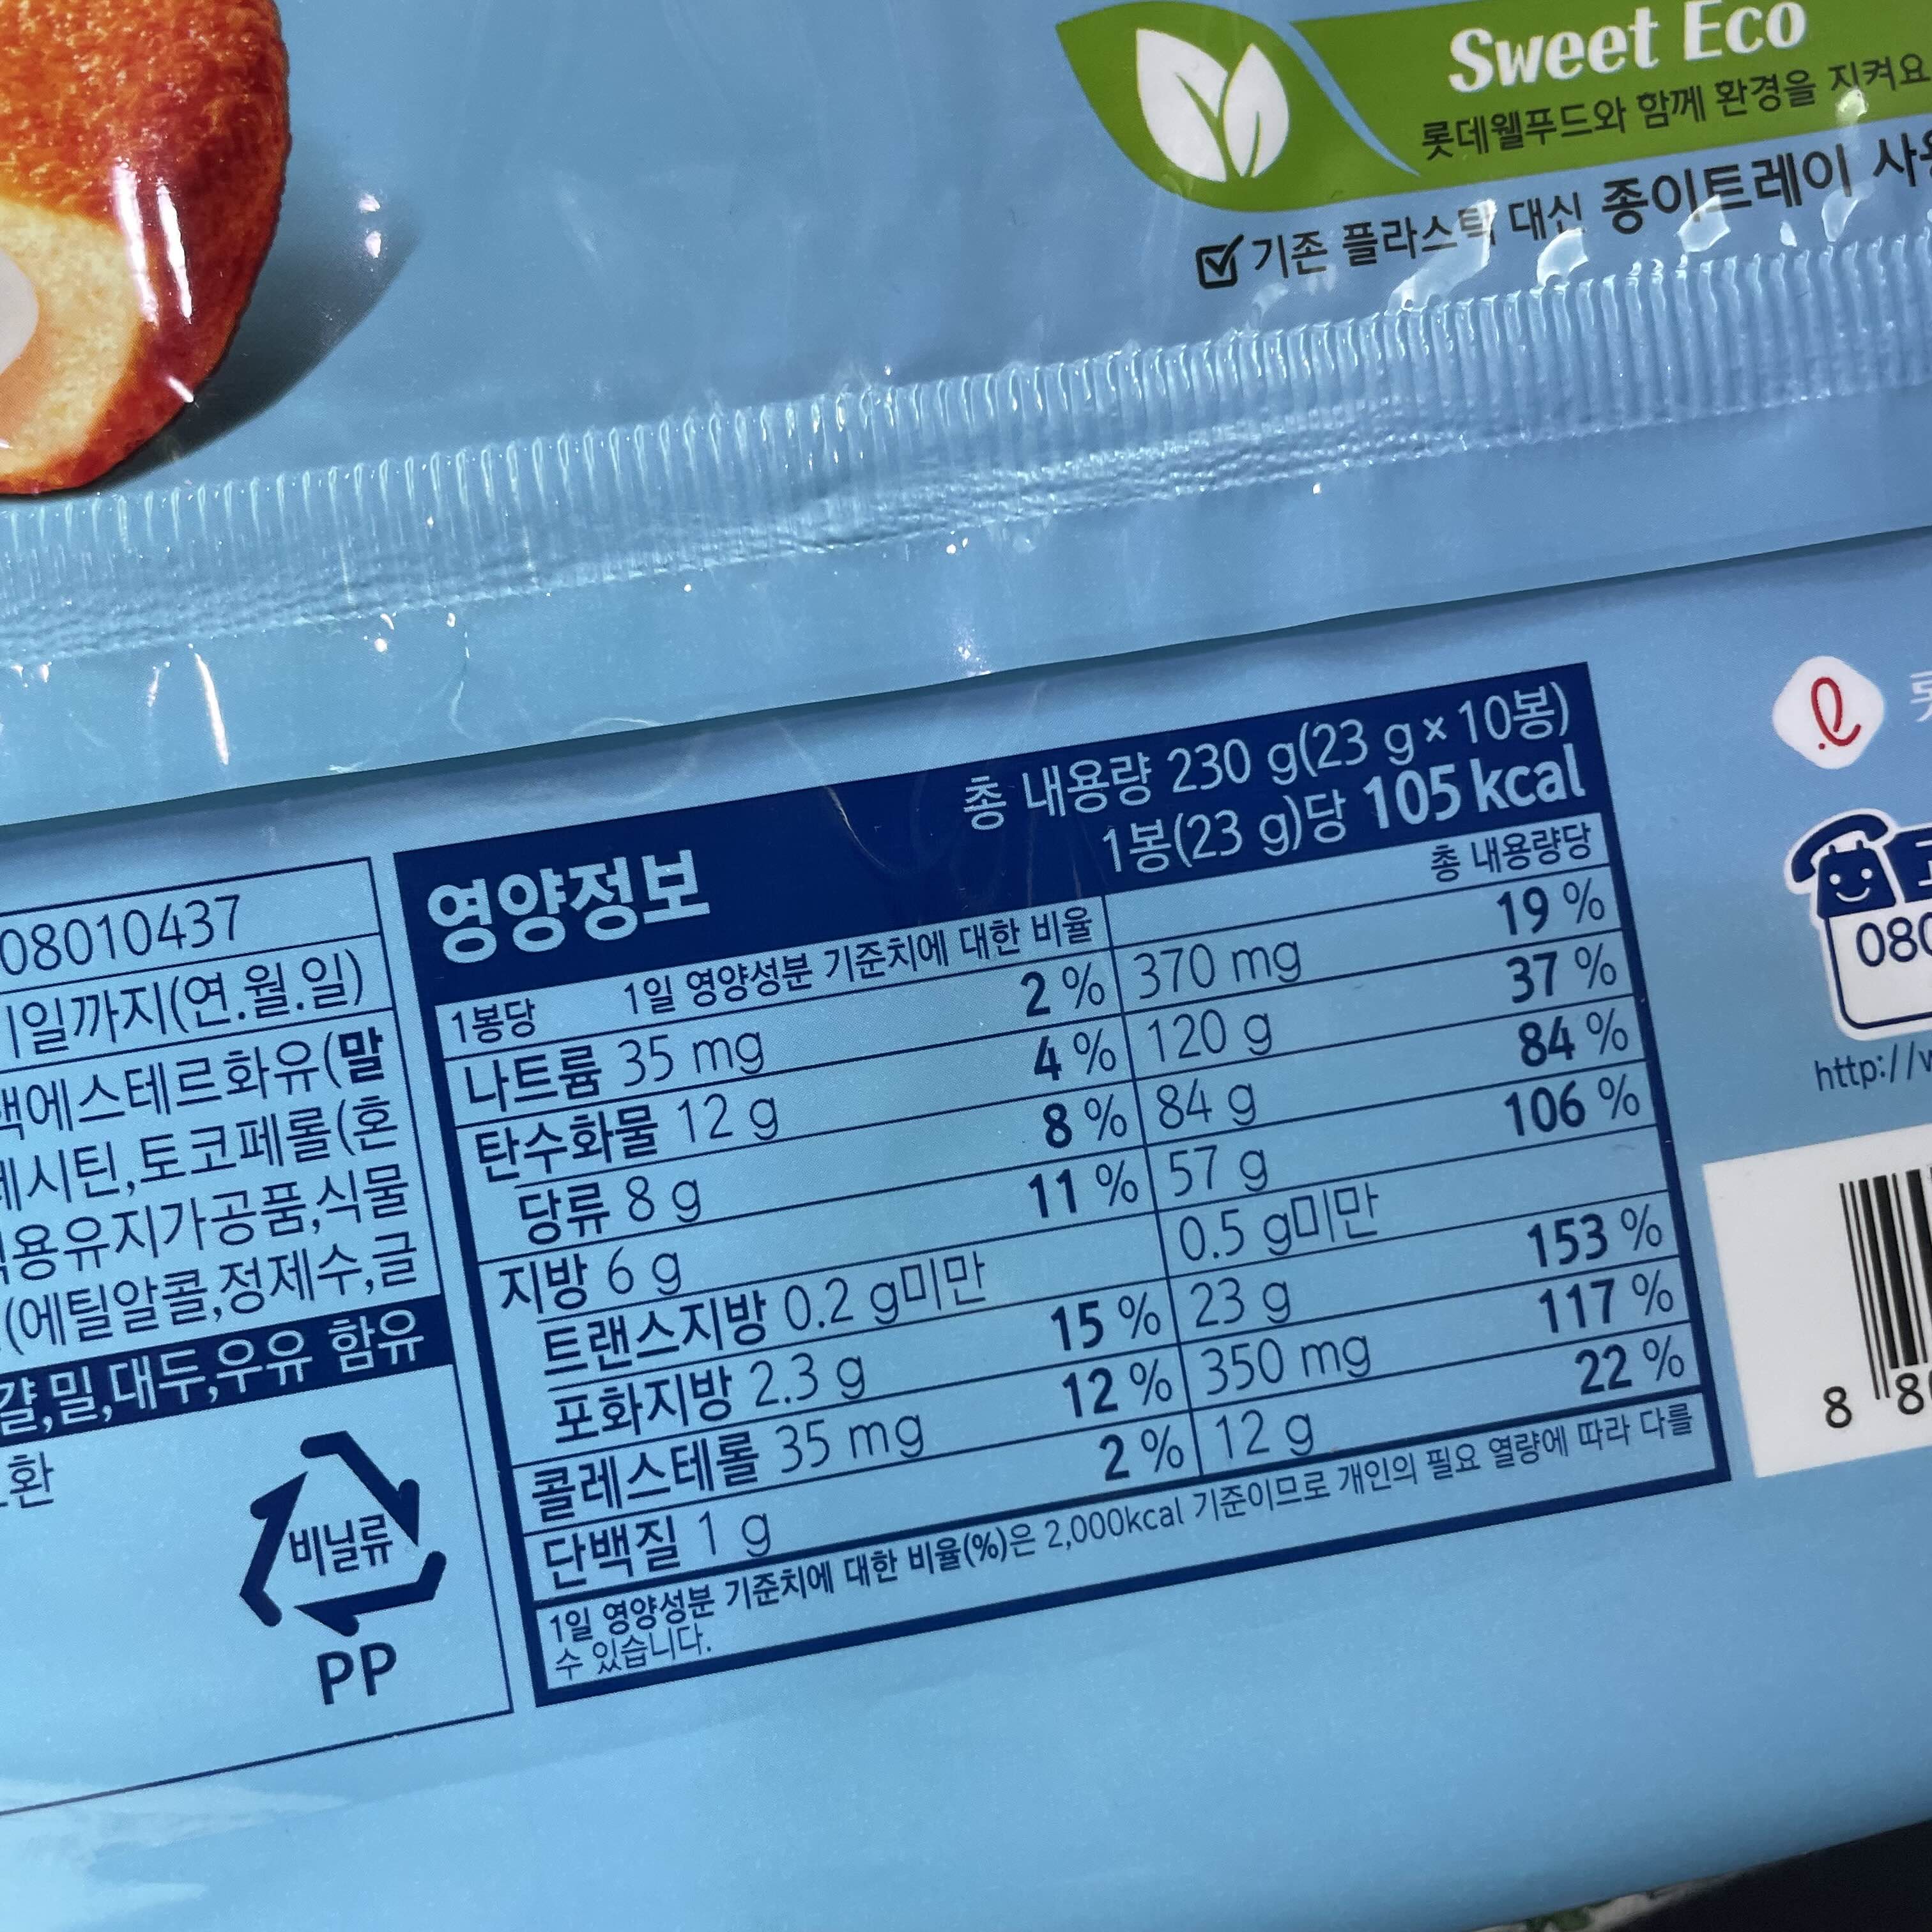 Sweet Eco
롯데웰푸드와 함께 환경을 지켜요
기존 플라스틱 대신 종이트레이
08010437
일까지(연.월.일)
에스테르화유(말
레시틴,토코페롤(혼
용유지가공품,식물
(에틸알콜,정제수,글
밀,대두,우유 함유
환
비닐류
PP
영양정보
총 내용량 230 g(23 g×10봉)
1봉(23 g)당 105 kcal
1봉당 1일 영양성분 기준치에 대한 비율 총 내용량당
나트륨 35 mg 2 % 370 mg 19 %
탄수화물 12 g 4 % 120 g 37 %
당류 8 g 8 % 84 g 84 %
지방 6 g 11 % 57 g 106 %
트랜스지방 0.2 g미만 0.5 g미만
포화지방 2.3 g 15 % 23 g 153 %
콜레스테롤 35 mg 12 % 350 mg 117 %
단백질 1 g 2 % 12 g 22 %
1일 영양성분 기준치에 대한 비율(%)은 2,000kcal 기준이므로 개인의 필요 열량에 따라 다를
수 있습니다.
080
http://
8